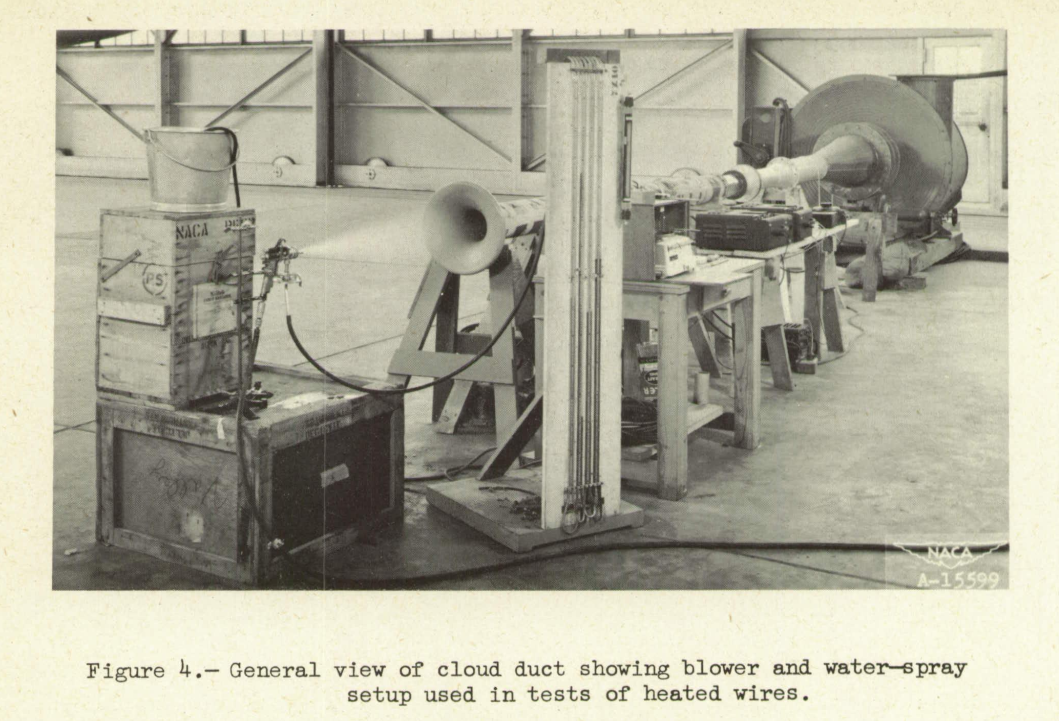 NACA
PS
NACA
A-15599
Figure 4.— General view of cloud duct showing blower and water-spray
setup used in tests of heated wires.